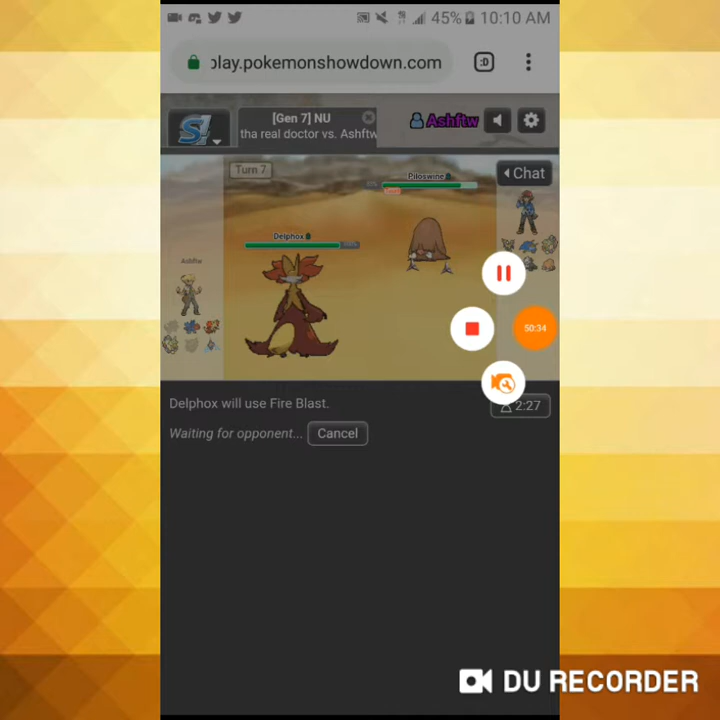 45% 10:10 AM
:D
play.pokemonshowdown.com
[Gen 7] NU
tha real doctor vs. Ashftw
Ashftw
Turn 7
Chat
Piloswine
Delphox
Ashftw
50:34
Delphox will use Fire Blast.
2:27
Waiting for opponent... Cancel
DU RECORDER